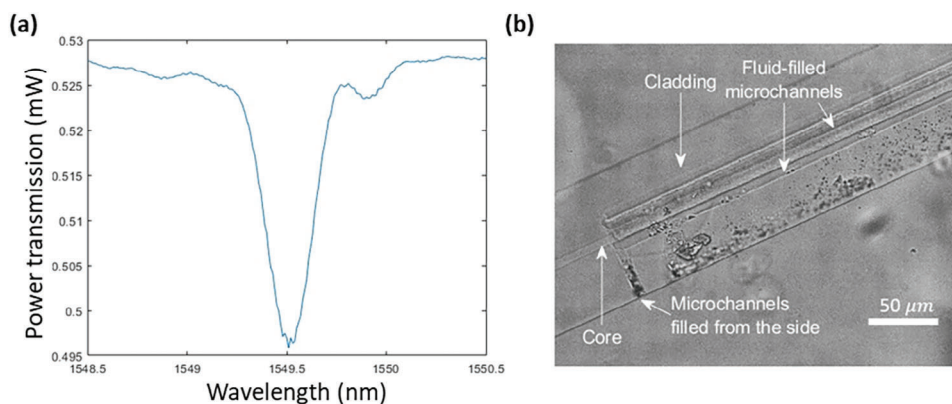 (a)
0.53
0.525
0.52
0.515
0.51
0.505
0.5
0.495
Power transmission (mW)
1548.5 1549 1549.5 1550 1550.5
Wavelength (nm)
(b)
Fluid-filled
microchannels
Cladding
Core
Microchannels
filled from the side
50 μm